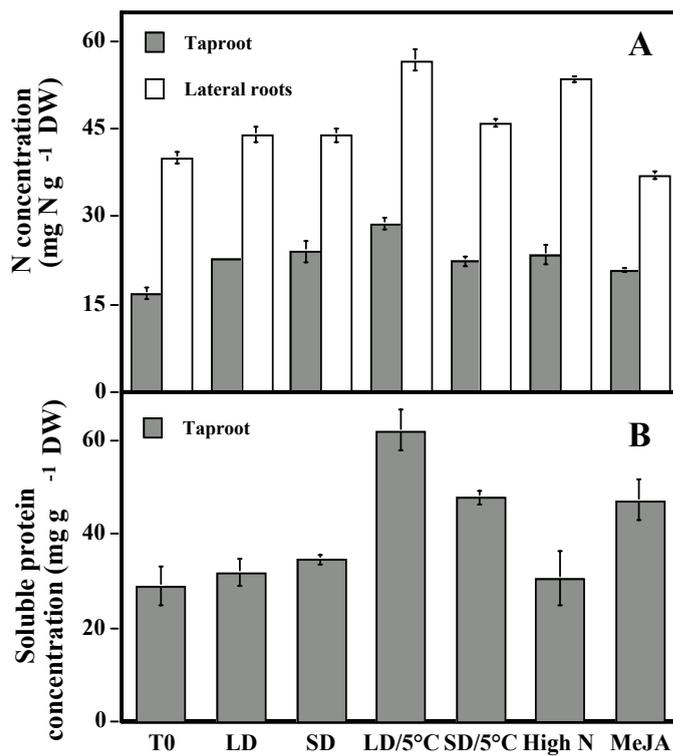 A
Taproot
Lateral roots
N concentration
(mg N g -1 DW)
60
45
30
15
0
B
Taproot
Soluble protein
concentration (mg g -1 DW)
60
40
20
0
T0 LD SD LD/5°C SD/5°C High N MeJA